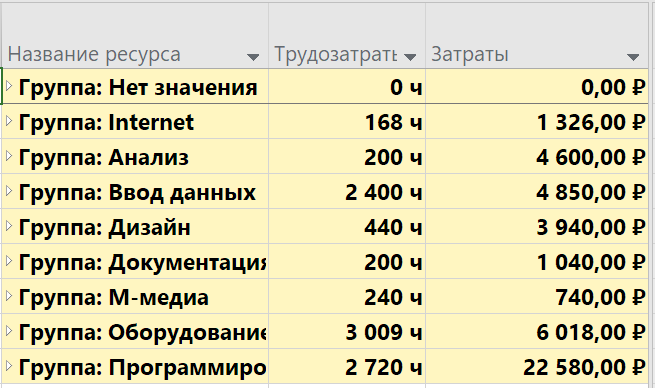 Название ресурса Трудозатраты Затраты
Группа: Нет значения 0 ч 0,00 ₽
Группа: Internet 168 ч 1 326,00 ₽
Группа: Анализ 200 ч 4 600,00 ₽
Группа: Ввод данных 2 400 ч 4 850,00 ₽
Группа: Дизайн 440 ч 3 940,00 ₽
Группа: Документация 200 ч 1 040,00 ₽
Группа: М-медиа 240 ч 740,00 ₽
Группа: Оборудование 3 009 ч 6 018,00 ₽
Группа: Программиро 2 720 ч 22 580,00 ₽